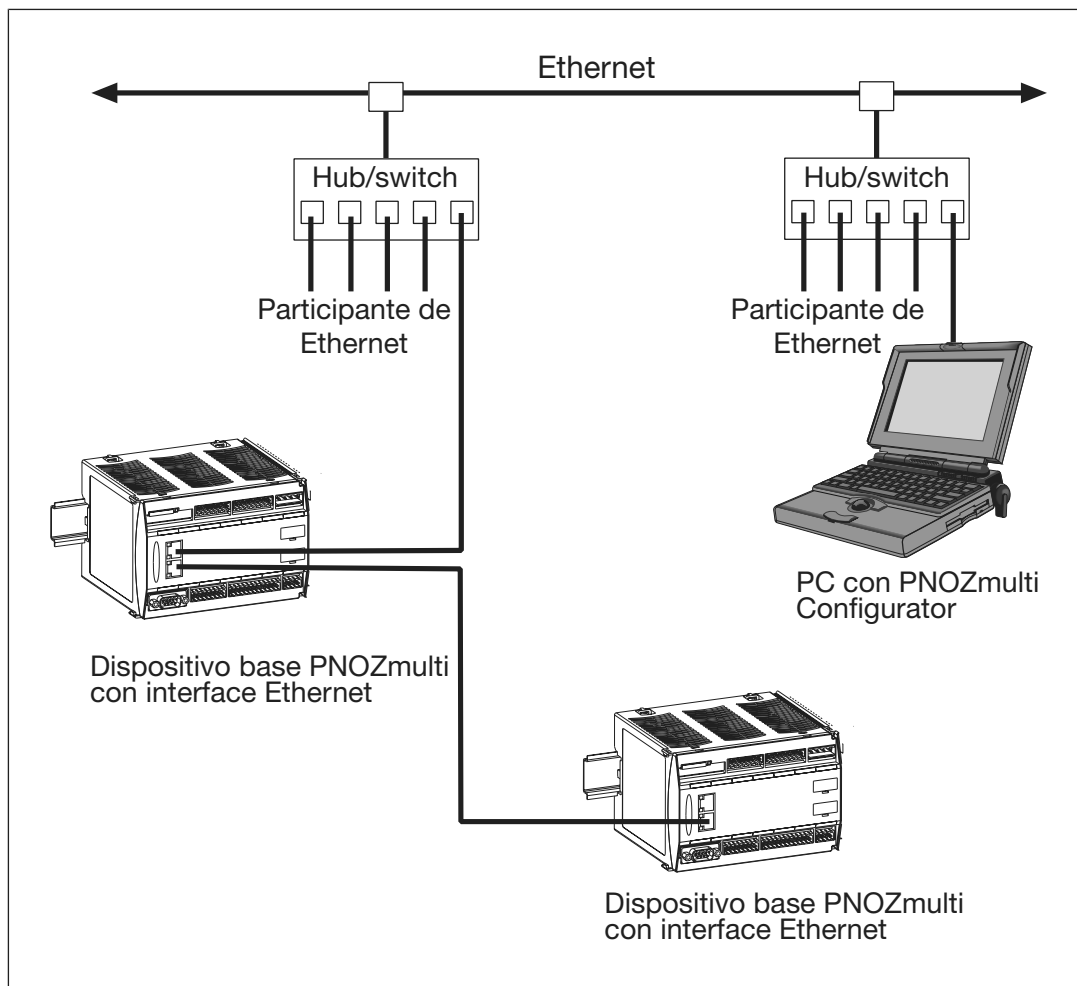 Ethernet
Hub/switch
Hub/switch
Participante de
Ethernet
Participante de
Ethernet
PC con PNOZmulti
Configurator
Dispositivo base PNOZmulti
con interface Ethernet
Dispositivo base PNOZmulti
con interface Ethernet